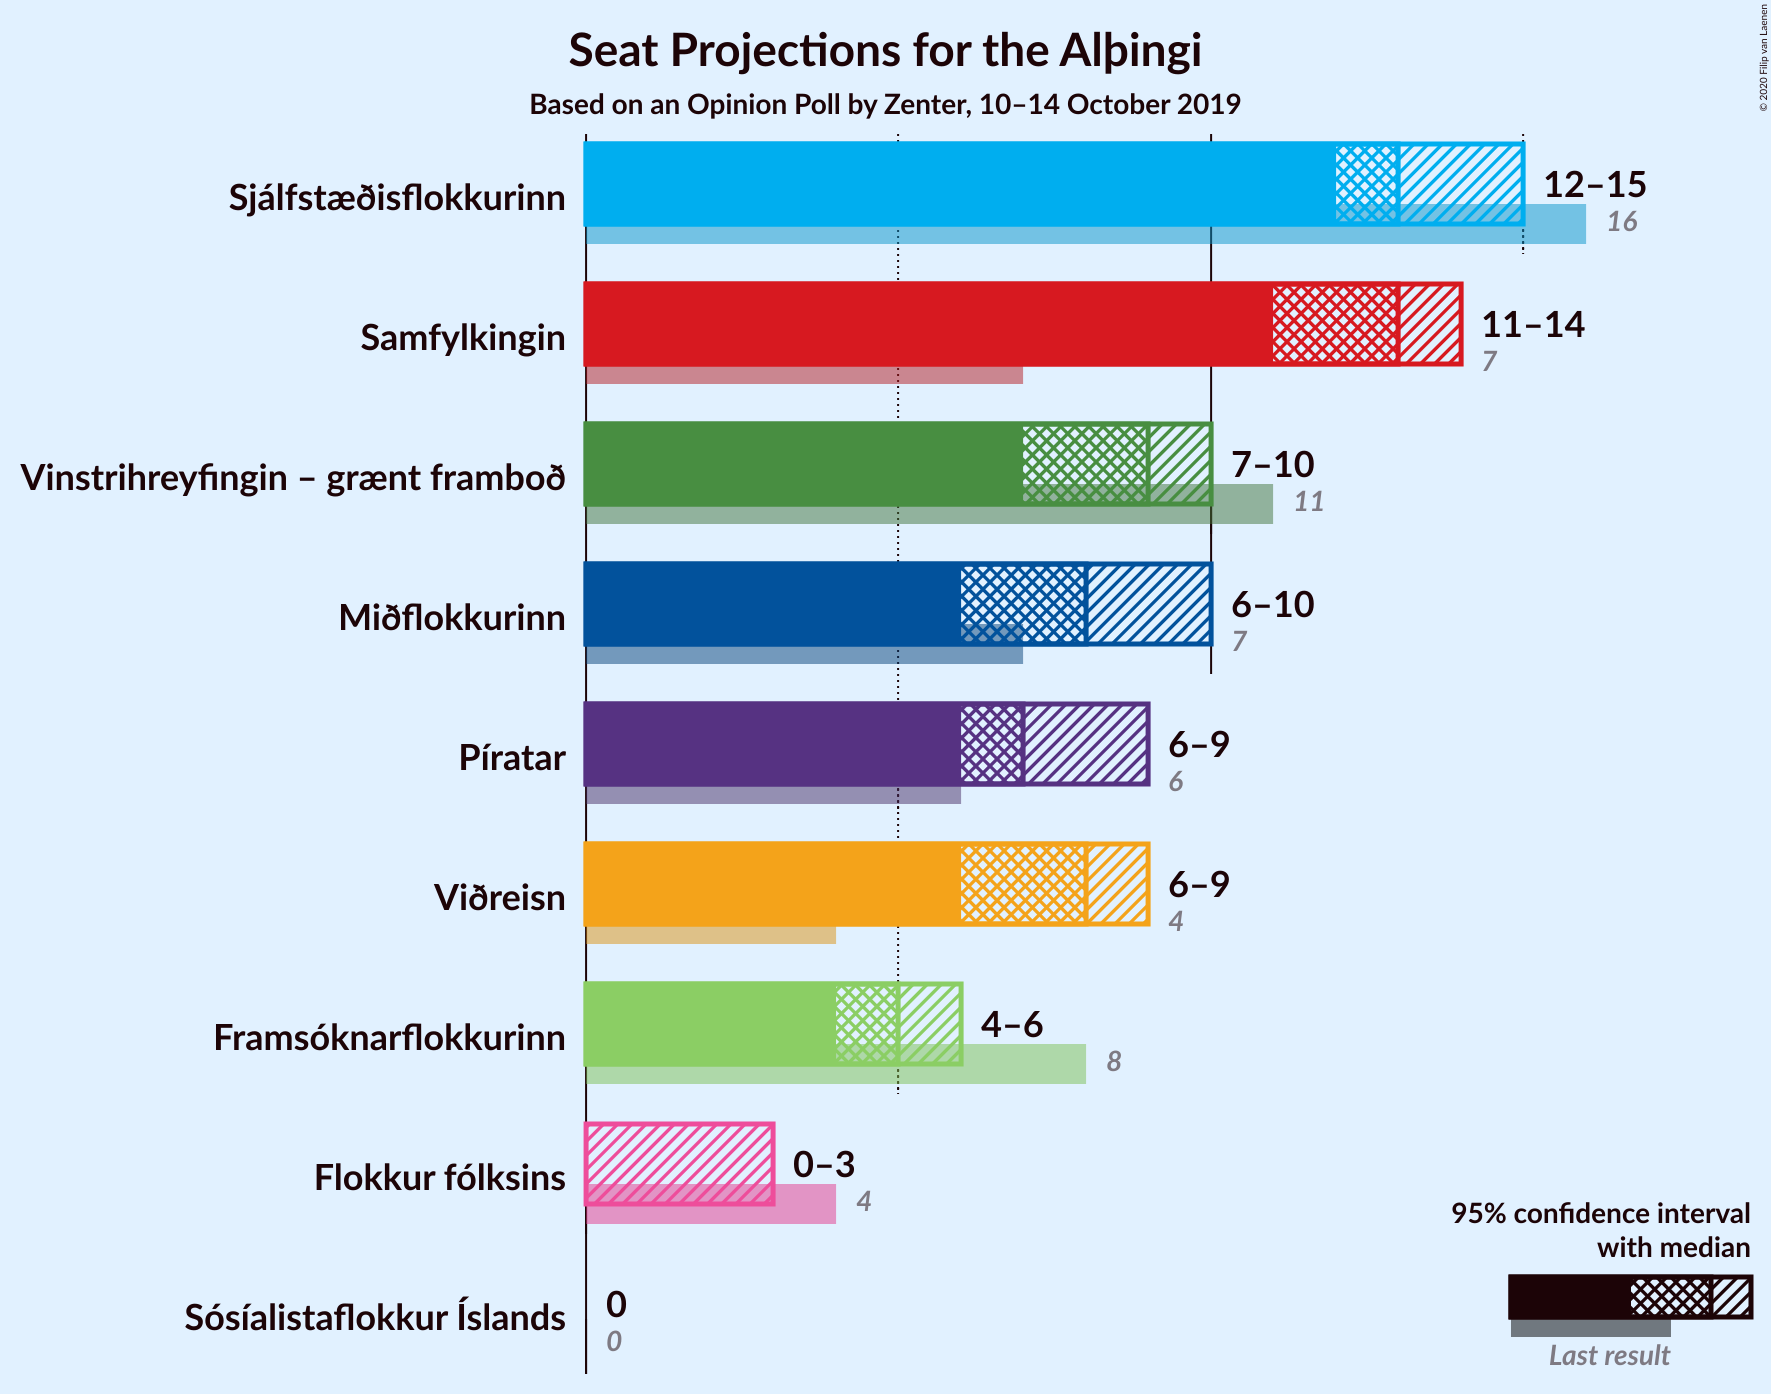 Seat Projections for the Alþingi
Based on an Opinion Poll by Zenter, 10–14 October 2019
© 2020 Filip van Laenen
Sjálfstæðisflokkurinn
12–15
16
Samfylkingin
11–14
7
Vinstrihreyfingin – grænt framboð
7–10
11
Miðflokkurinn
6–10
7
Píratar
6–9
6
Viðreisn
6–9
4
Framsóknarflokkurinn
4–6
8
Flokkur fólksins
0–3
4
Sósíalistaflokkur Íslands
0
0
95% confidence interval
with median
Last result